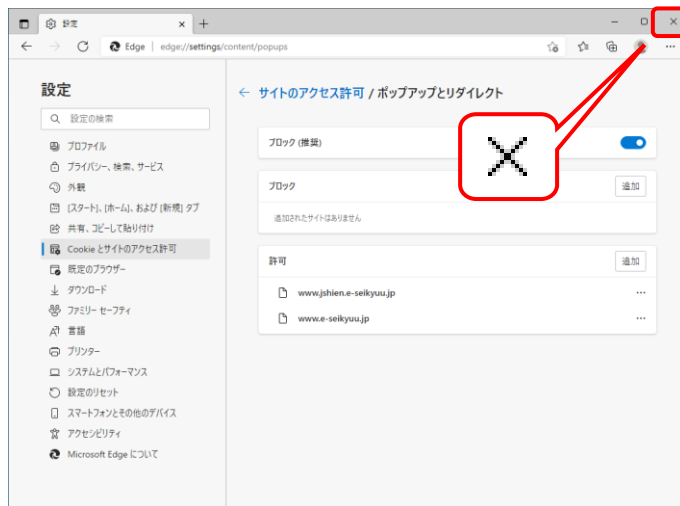 設定
Edge | edge://settings/content/popups
設定
設定の検索
プロファイル
プライバシー、検索、サービス
外観
[スタート]、[ホーム]、および [新規] タブ
共有、コピーして貼り付け
Cookie とサイトのアクセス許可
既定のブラウザー
ダウンロード
ファミリー セーフティ
言語
プリンター
システムとパフォーマンス
設定のリセット
スマートフォンとその他のデバイス
アクセシビリティ
Microsoft Edge について
サイトのアクセス許可 / ポップアップとリダイレクト
ブロック (推奨)
ブロック
追加
追加されたサイトはありません
許可
追加
www.jshien.e-seikyuu.jp
www.e-seikyuu.jp